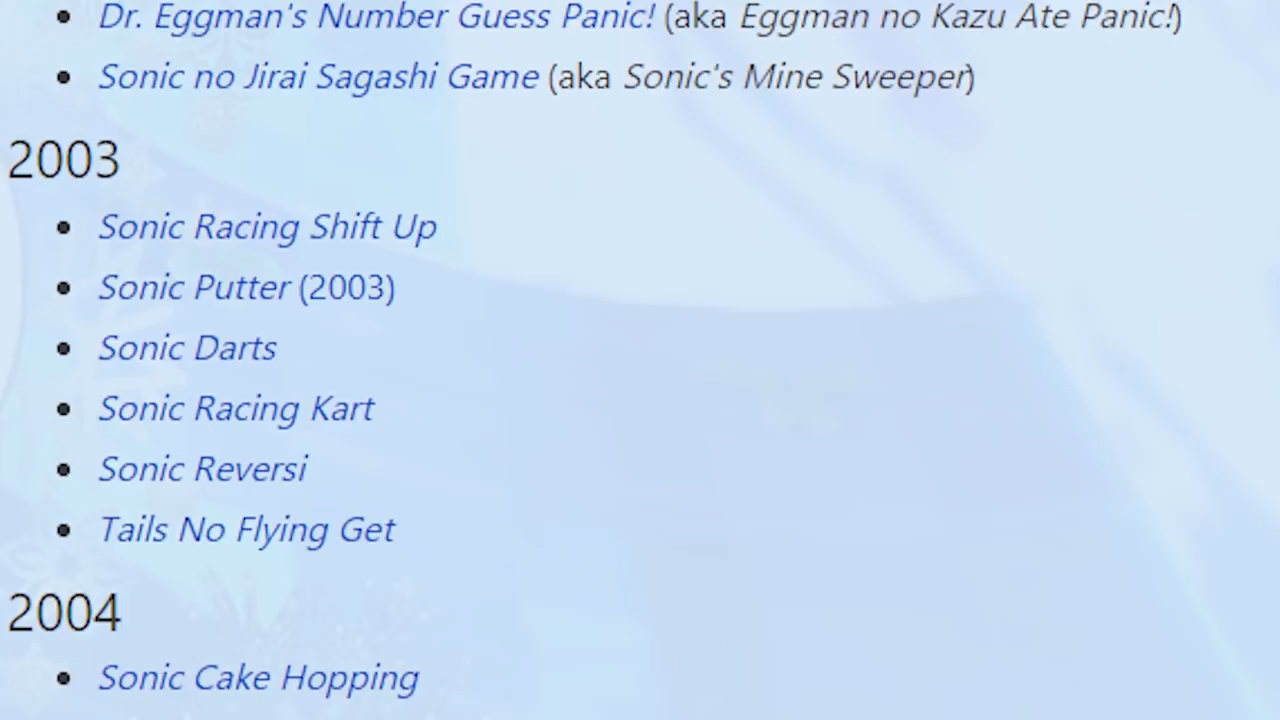 Dr. Eggman's Number Guess Panic! (aka Eggman no Kazu Ate Panic!)
Sonic no Jirai Sagashi Game (aka Sonic's Mine Sweeper)
2003
Sonic Racing Shift Up
Sonic Putter (2003)
Sonic Darts
Sonic Racing Kart
Sonic Reversi
Tails No Flying Get
2004
Sonic Cake Hopping